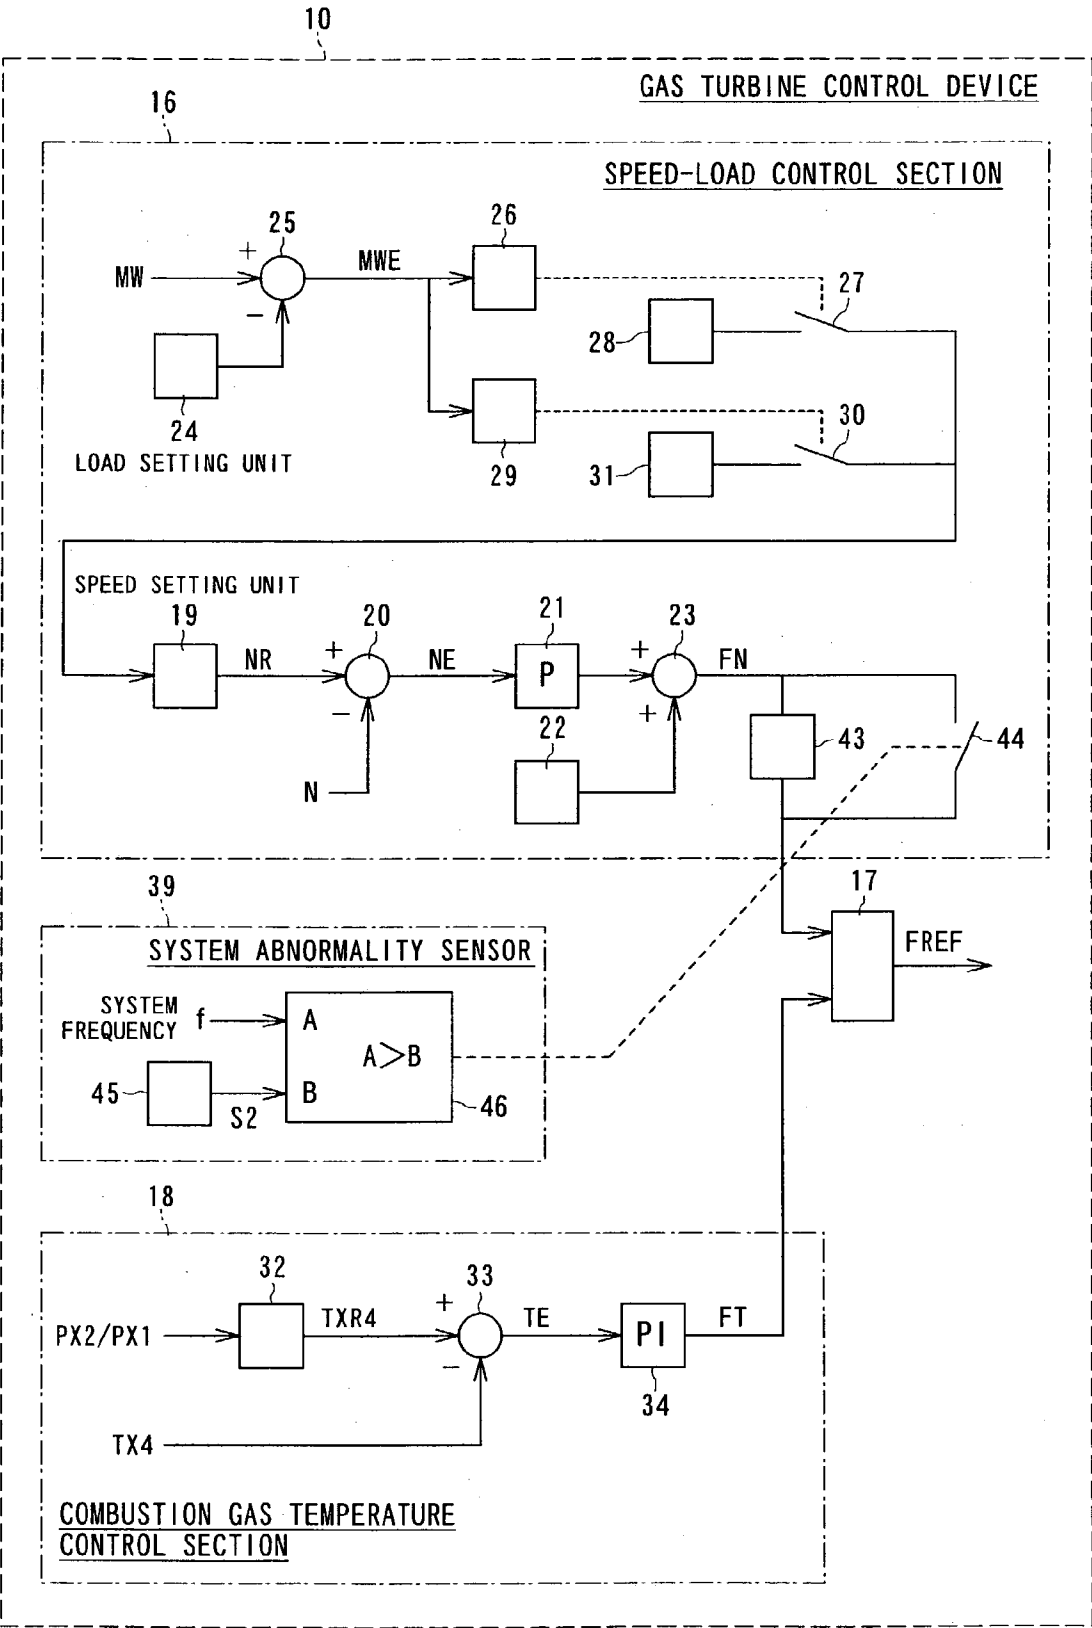 10
GAS TURBINE CONTROL DEVICE
16
SPEED-LOAD CONTROL SECTION
25
26
+
MW
MWE
27
−
28
24
30
LOAD SETTING UNIT
29
31
SPEED SETTING UNIT
19
20
21
23
NR
+
NE
P
+
FN
−
+
22
43
44
N
39
17
SYSTEM ABNORMALITY SENSOR
FREF
SYSTEM
FREQUENCY f
A
A>B
45
B
S2
46
18
32
33
+
PX2/PX1
TXR4
TE
PI
FT
−
34
TX4
COMBUSTION GAS TEMPERATURE
CONTROL SECTION